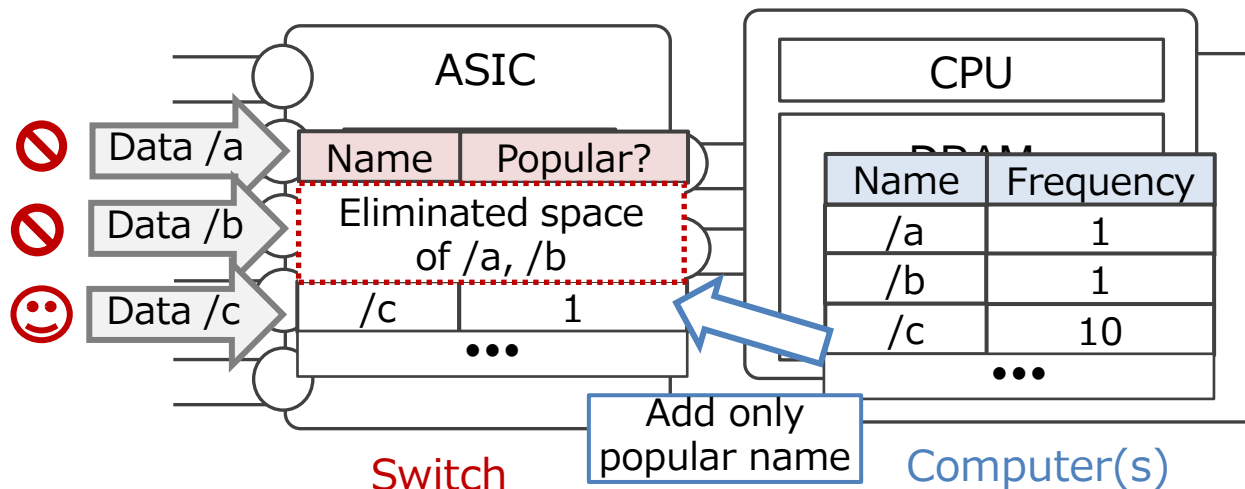 ASIC
CPU
Data /a
Name Popular?
Name Frequency
Eliminated space
of /a, /b
/a 1
Data /b
/b 1
Data /c
/c 1
/c 10
•••
•••
Add only
popular name
Switch
Computer(s)